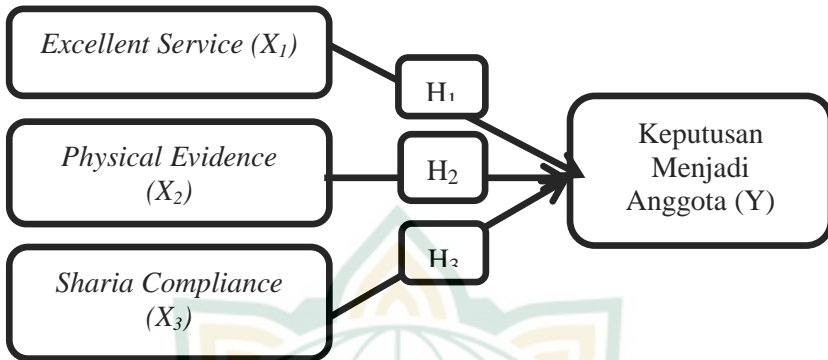 Excellent Service (X₁)
H₁
Physical Evidence
(X₂)
H₂
Keputusan
Menjadi
Anggota (Y)
Sharia Compliance
(X₃)
H₃